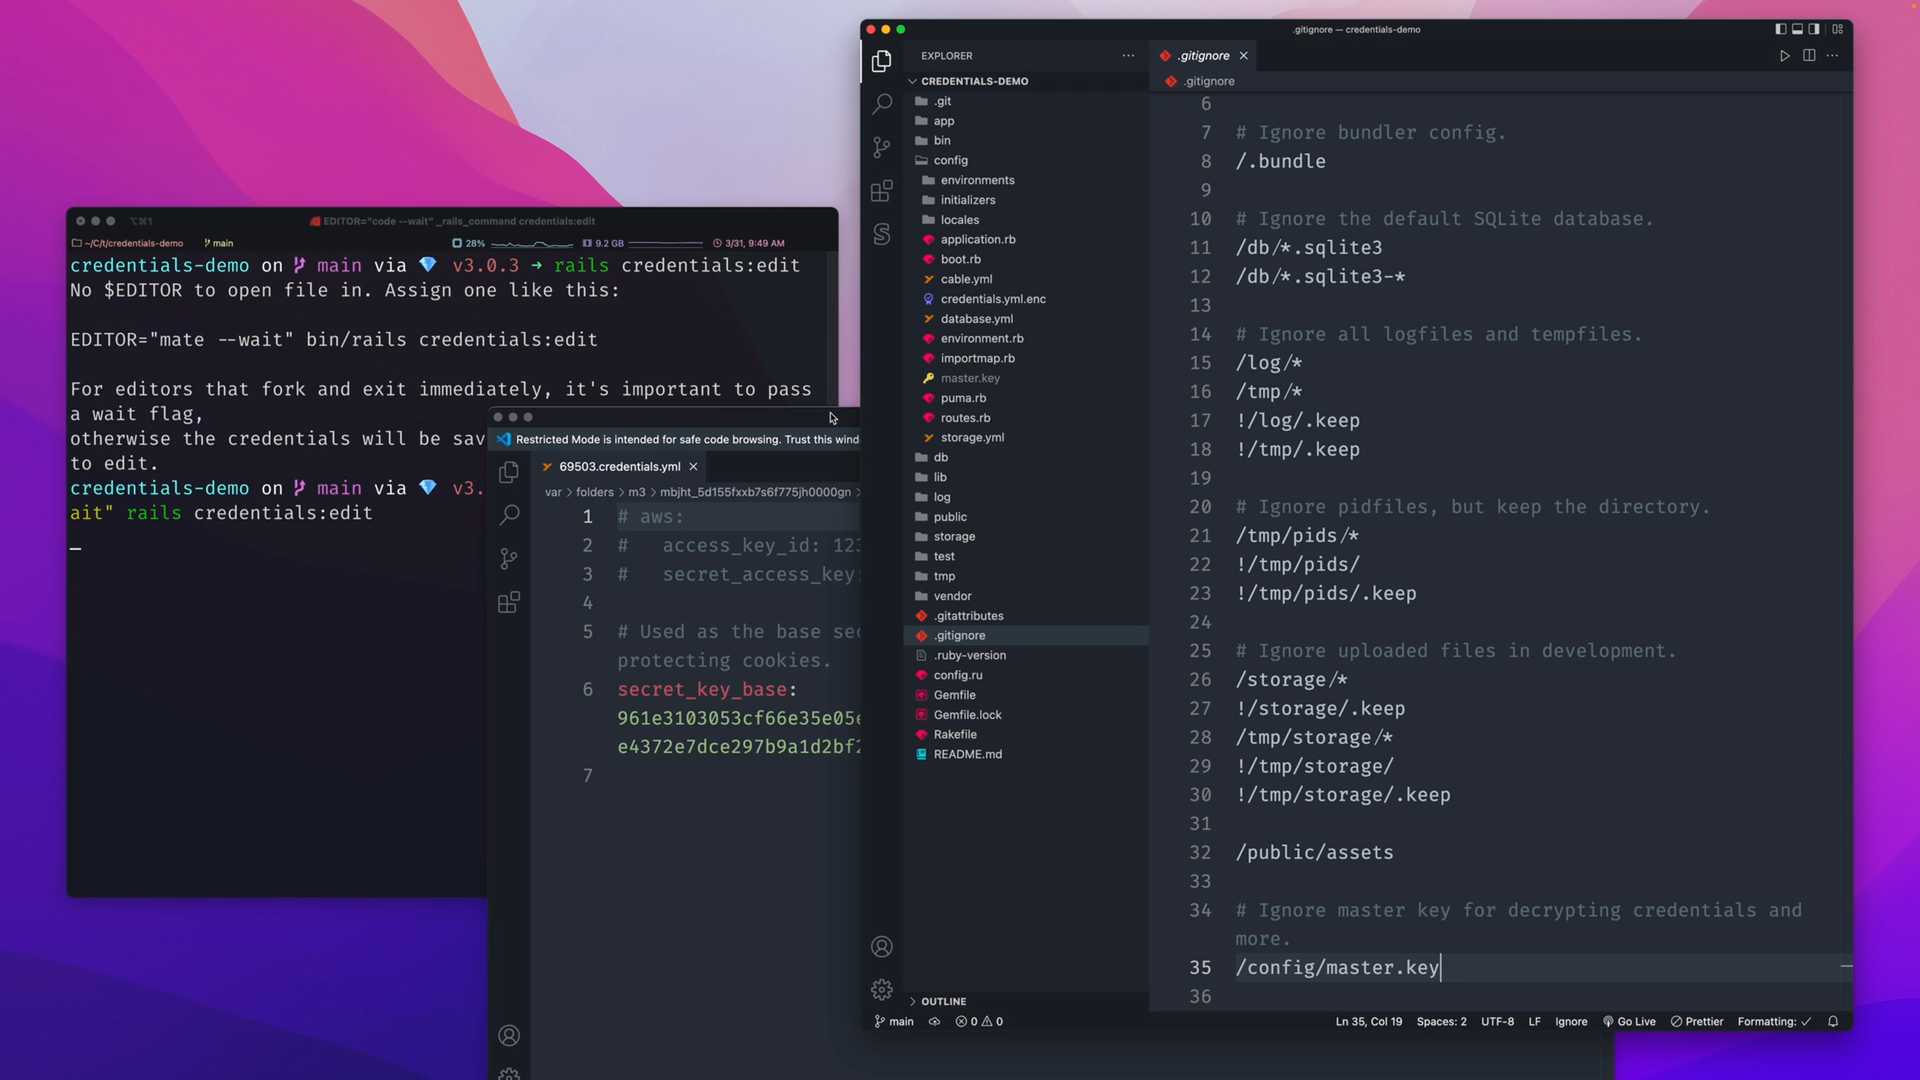 ⌥⌘1
EDITOR="code --wait" _rails_command credentials:edit
~/C/t/credentials-demo main 28% 9.2 GB 3/31, 9:49 AM
credentials-demo on main via v3.0.3 → rails credentials:edit
No $EDITOR to open file in. Assign one like this:
EDITOR="mate --wait" bin/rails credentials:edit
For editors that fork and exit immediately, it's important to pass
a wait flag,
otherwise the credentials will be sav
to edit.
credentials-demo on main via v3.
ait" rails credentials:edit
Restricted Mode is intended for safe code browsing. Trust this wind
69503.credentials.yml
var > folders > m3 > mbjht_5d155fxxb7s6f775jh0000gn >
1 # aws:
2 #   access_key_id: 123
3 #   secret_access_key:
4
5 # Used as the base sec
protecting cookies.
6 secret_key_base:
961e3103053cf66e35e05e
e4372e7dce297b9a1d2bf2
7
.gitignore — credentials-demo
EXPLORER
CREDENTIALS-DEMO
.git
app
bin
config
environments
initializers
locales
application.rb
boot.rb
cable.yml
credentials.yml.enc
database.yml
environment.rb
importmap.rb
master.key
puma.rb
routes.rb
storage.yml
db
lib
log
public
storage
test
tmp
vendor
.gitattributes
.gitignore
.ruby-version
config.ru
Gemfile
Gemfile.lock
Rakefile
README.md
OUTLINE
.gitignore
.gitignore
6
7 # Ignore bundler config.
8 /.bundle
9
10 # Ignore the default SQLite database.
11 /db/*.sqlite3
12 /db/*.sqlite3-*
13
14 # Ignore all logfiles and tempfiles.
15 /log/*
16 /tmp/*
17 !/log/.keep
18 !/tmp/.keep
19
20 # Ignore pidfiles, but keep the directory.
21 /tmp/pids/*
22 !/tmp/pids/
23 !/tmp/pids/.keep
24
25 # Ignore uploaded files in development.
26 /storage/*
27 !/storage/.keep
28 /tmp/storage/*
29 !/tmp/storage/
30 !/tmp/storage/.keep
31
32 /public/assets
33
34 # Ignore master key for decrypting credentials and
more.
35 /config/master.key
36
main 0 0 Ln 35, Col 19 Spaces: 2 UTF-8 LF Ignore Go Live Prettier Formatting: ✓